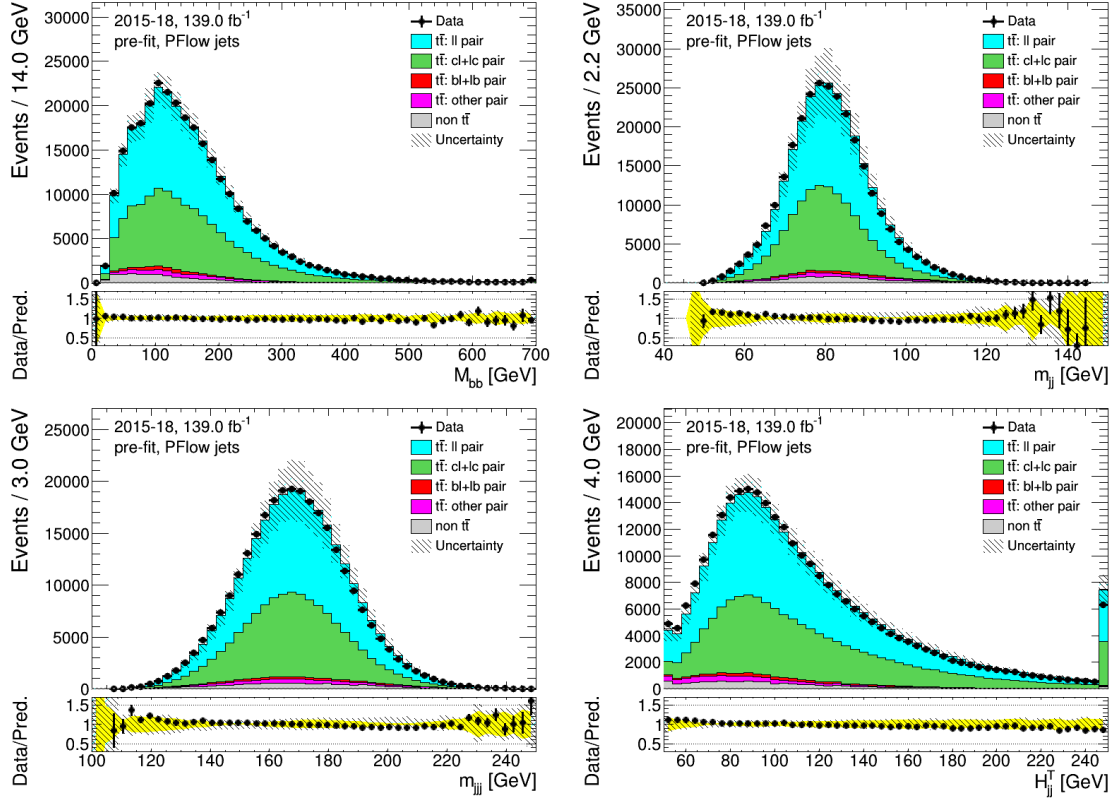 Events / 14.0 GeV
2015-18, 139.0 fb⁻¹
pre-fit, PFlow jets
Data
tt̄: ll pair
tt̄: cl+lc pair
tt̄: bl+lb pair
tt̄: other pair
non tt̄
Uncertainty
30000
25000
20000
15000
10000
5000
0
Data/Pred.
1.5
1
0.5
0 100 200 300 400 500 600 700
M_bb [GeV]
Events / 2.2 GeV
2015-18, 139.0 fb⁻¹
pre-fit, PFlow jets
Data
tt̄: ll pair
tt̄: cl+lc pair
tt̄: bl+lb pair
tt̄: other pair
non tt̄
Uncertainty
35000
30000
25000
20000
15000
10000
5000
0
Data/Pred.
1.5
1
0.5
40 60 80 100 120 140
m_jj [GeV]
Events / 3.0 GeV
2015-18, 139.0 fb⁻¹
pre-fit, PFlow jets
Data
tt̄: ll pair
tt̄: cl+lc pair
tt̄: bl+lb pair
tt̄: other pair
non tt̄
Uncertainty
25000
20000
15000
10000
5000
0
Data/Pred.
1.5
1
0.5
100 120 140 160 180 200 220 240
m_jjj [GeV]
Events / 4.0 GeV
2015-18, 139.0 fb⁻¹
pre-fit, PFlow jets
Data
tt̄: ll pair
tt̄: cl+lc pair
tt̄: bl+lb pair
tt̄: other pair
non tt̄
Uncertainty
20000
18000
16000
14000
12000
10000
8000
6000
4000
2000
0
Data/Pred.
1.5
1
0.5
60 80 100 120 140 160 180 200 220 240
H_jj^T [GeV]